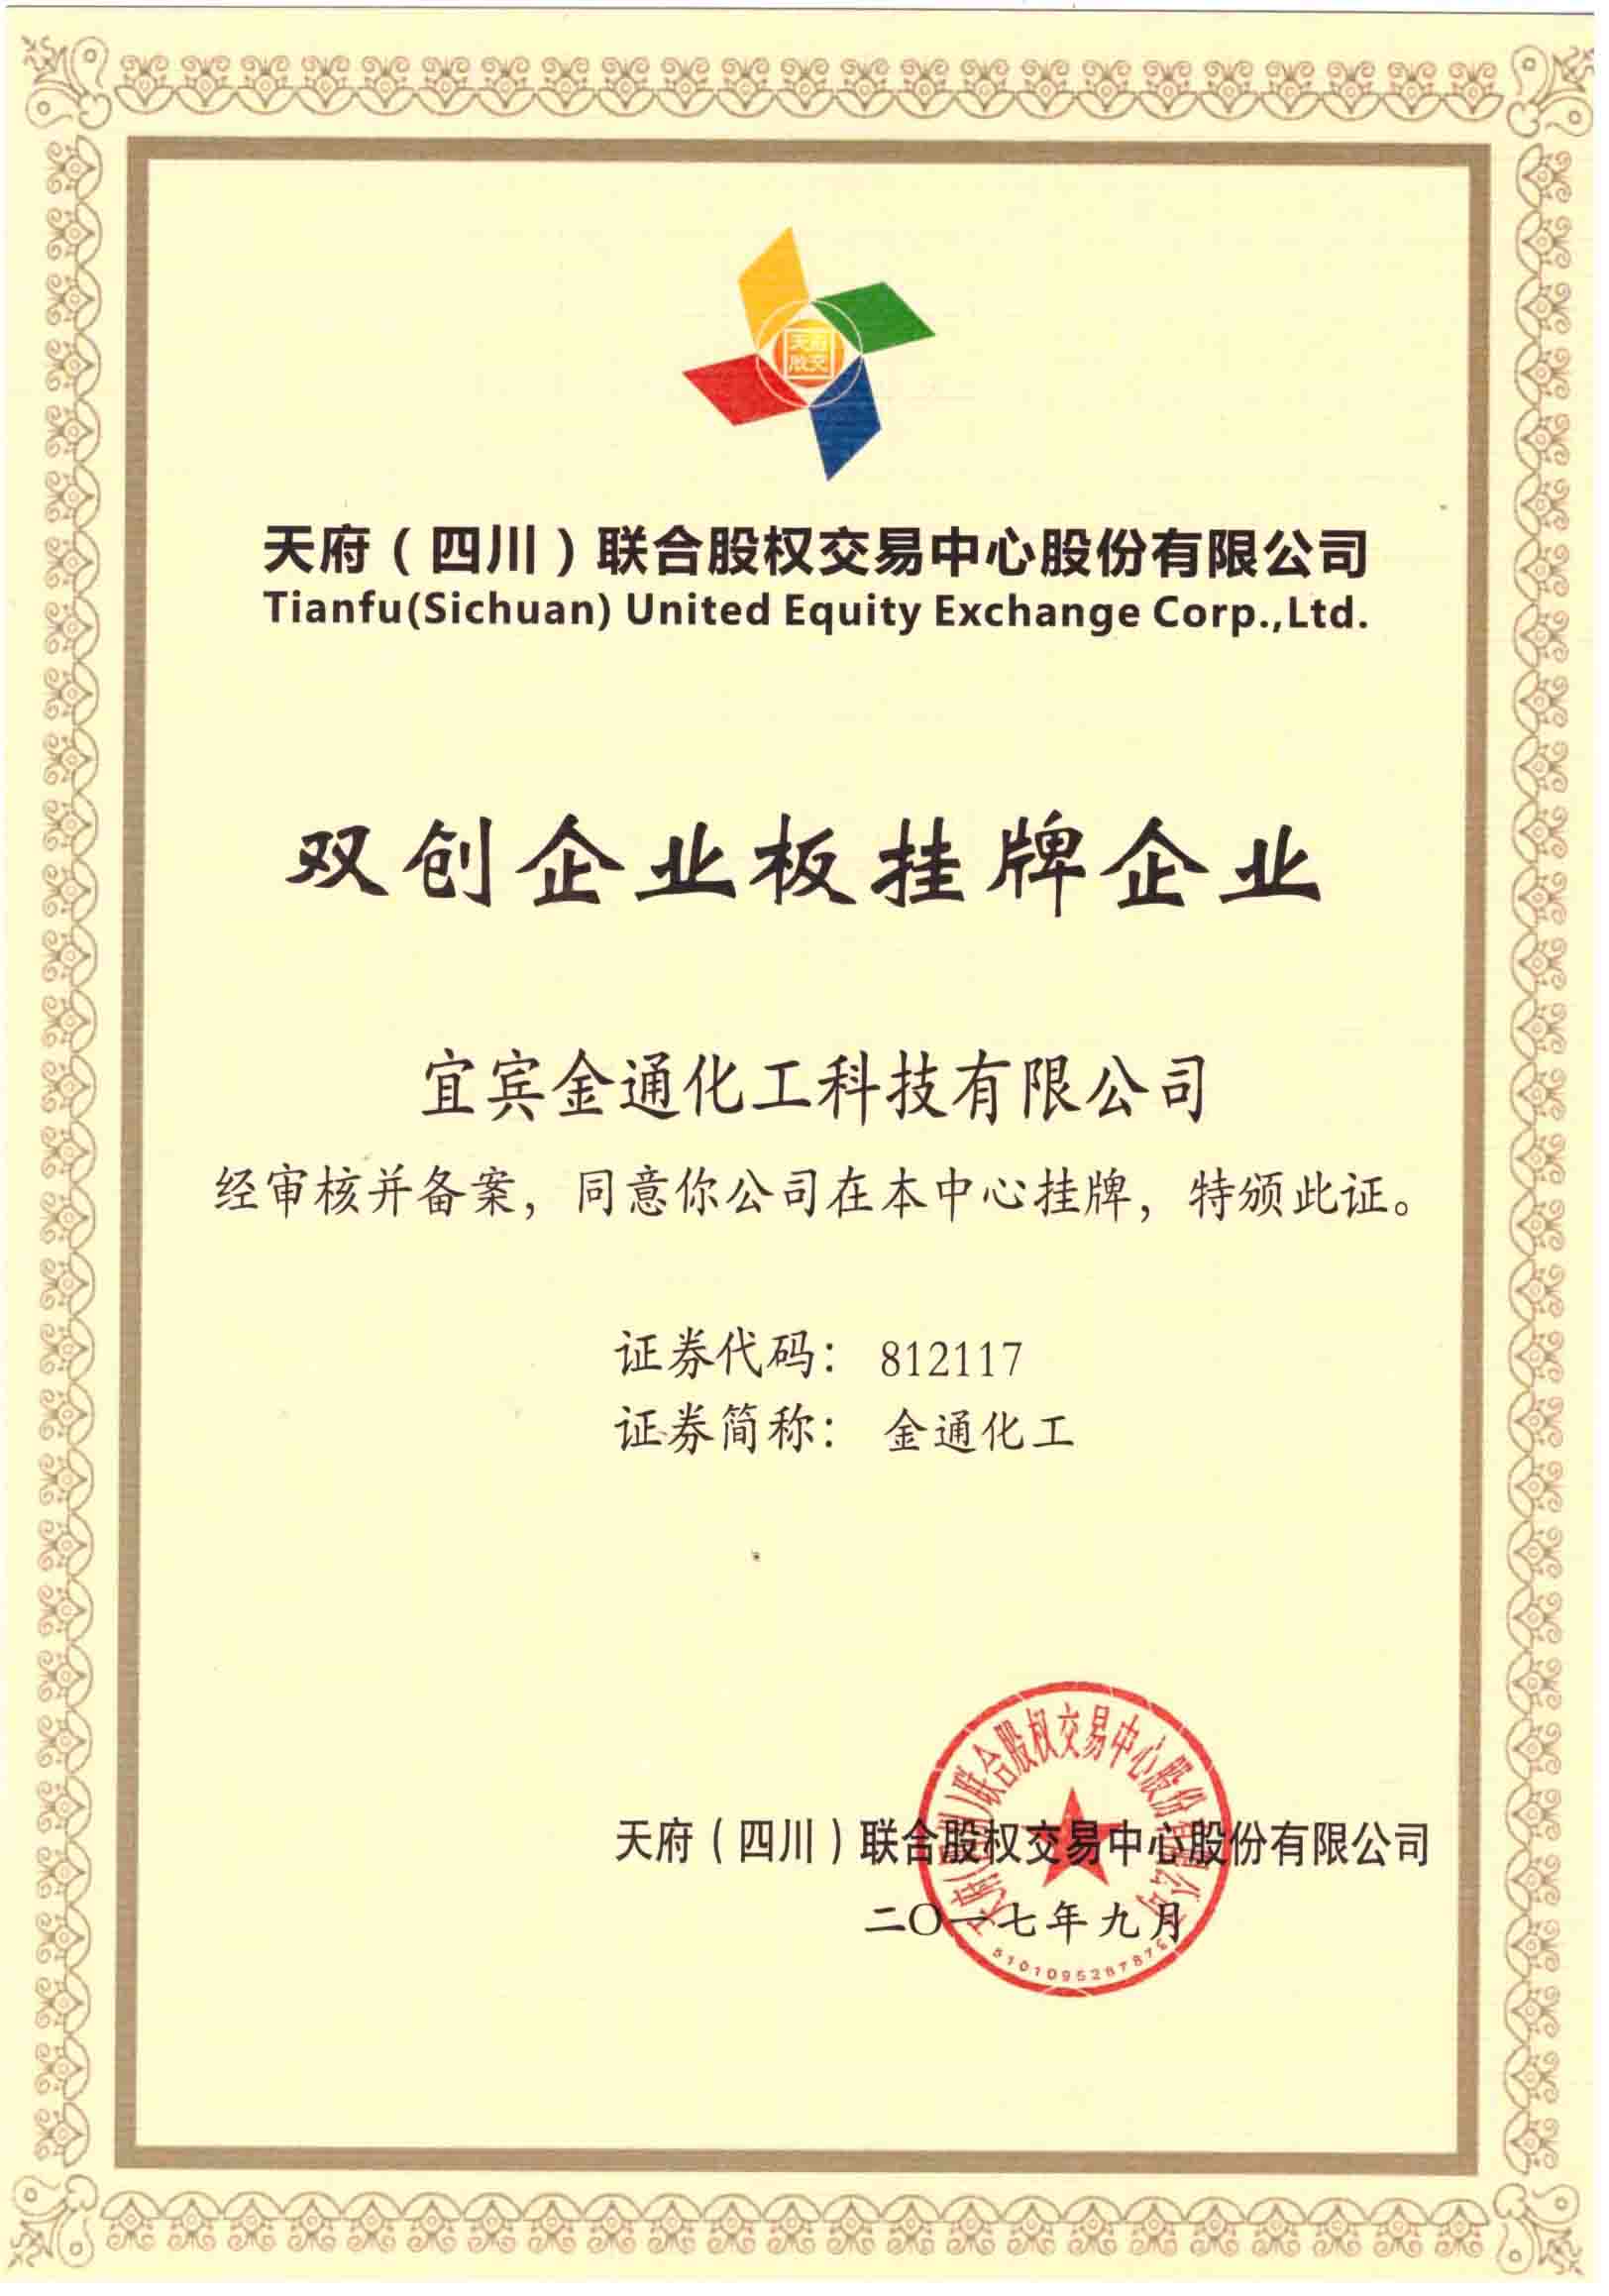 天府
股交
天府（四川）联合股权交易中心股份有限公司
Tianfu(Sichuan) United Equity Exchange Corp.,Ltd.
双创企业板挂牌企业
宜宾金通化工科技有限公司
经审核并备案，同意你公司在本中心挂牌，特颁此证。
证券代码： 812117
证券简称： 金通化工
天府（四川）联合股权交易中心股份有限公司
天府（四川）联合股权交易中心股份有限公司
二〇一七年九月